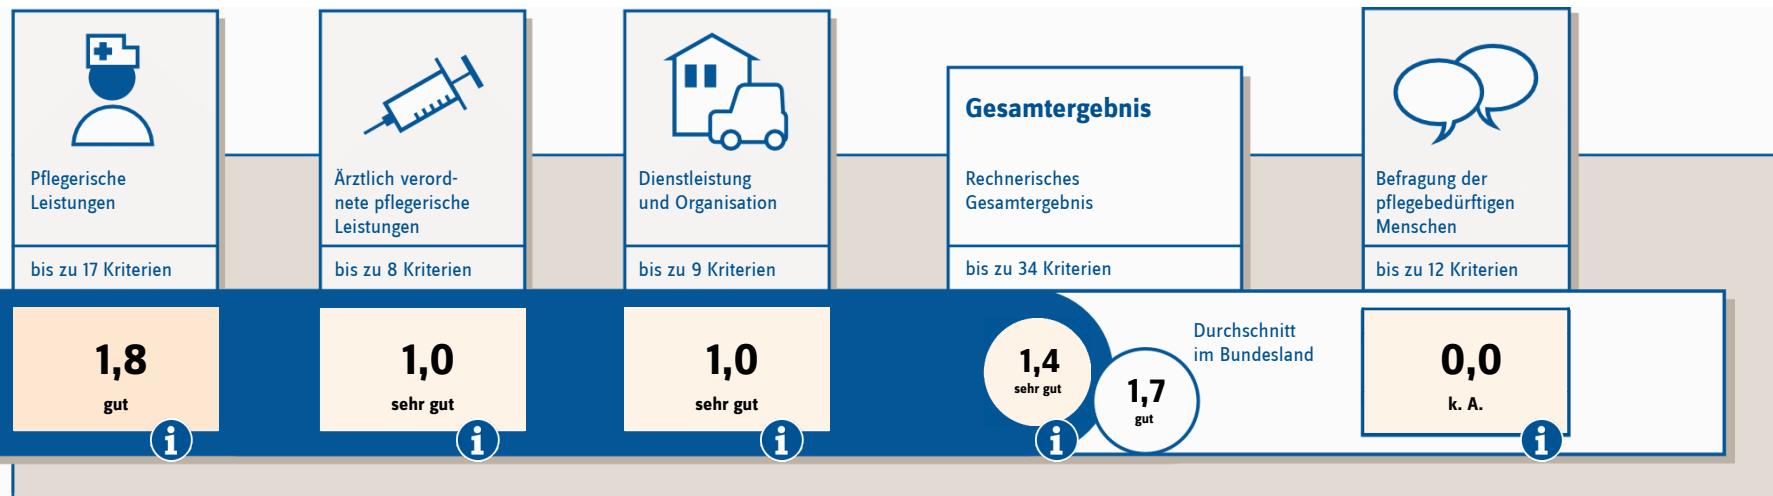 Pflegerische
Leistungen
bis zu 17 Kriterien
1,8
gut
i
Ärztlich verord-
nete pflegerische
Leistungen
bis zu 8 Kriterien
1,0
sehr gut
i
Dienstleistung
und Organisation
bis zu 9 Kriterien
1,0
sehr gut
i
Gesamtergebnis
Rechnerisches
Gesamtergebnis
bis zu 34 Kriterien
1,4
sehr gut
i
1,7
gut
Durchschnitt
im Bundesland
Befragung der
pflegebedürftigen
Menschen
bis zu 12 Kriterien
0,0
k. A.
i